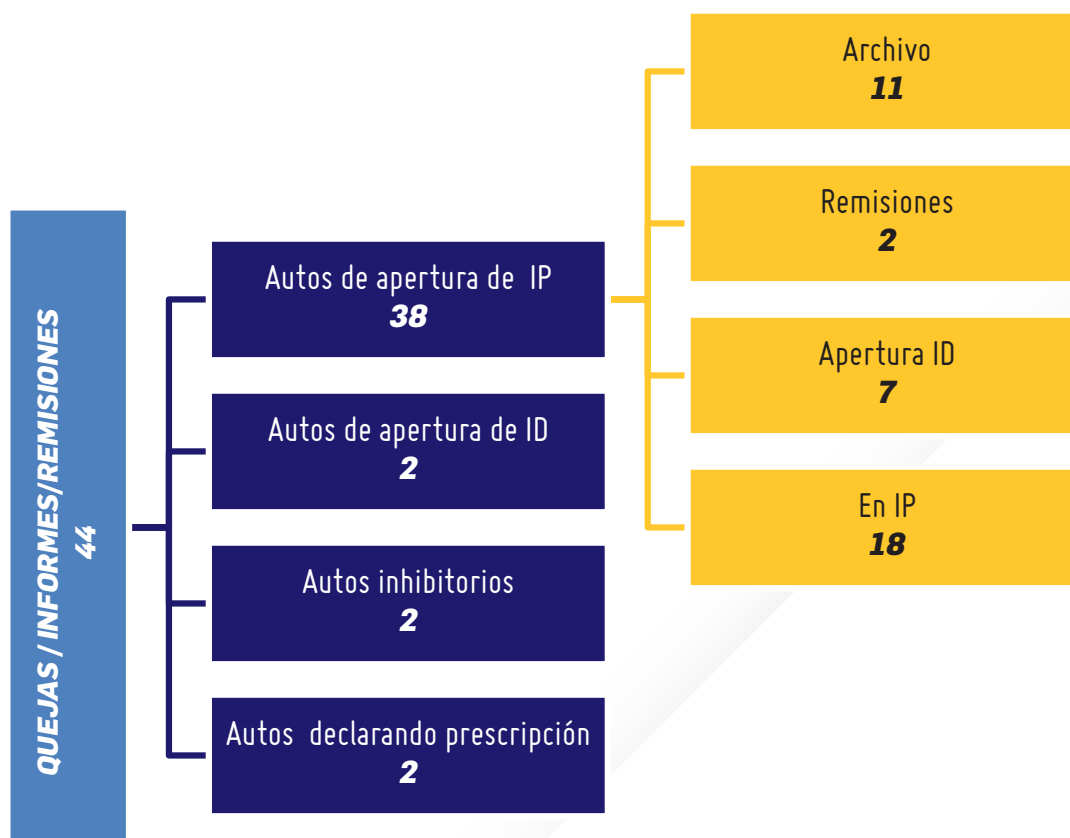 QUEJAS / INFORMES/REMISIONES
44
Autos de apertura de IP
38
Autos de apertura de ID
2
Autos inhibitorios
2
Autos declarando prescripción
2
Archivo
11
Remisiones
2
Apertura ID
7
En IP
18